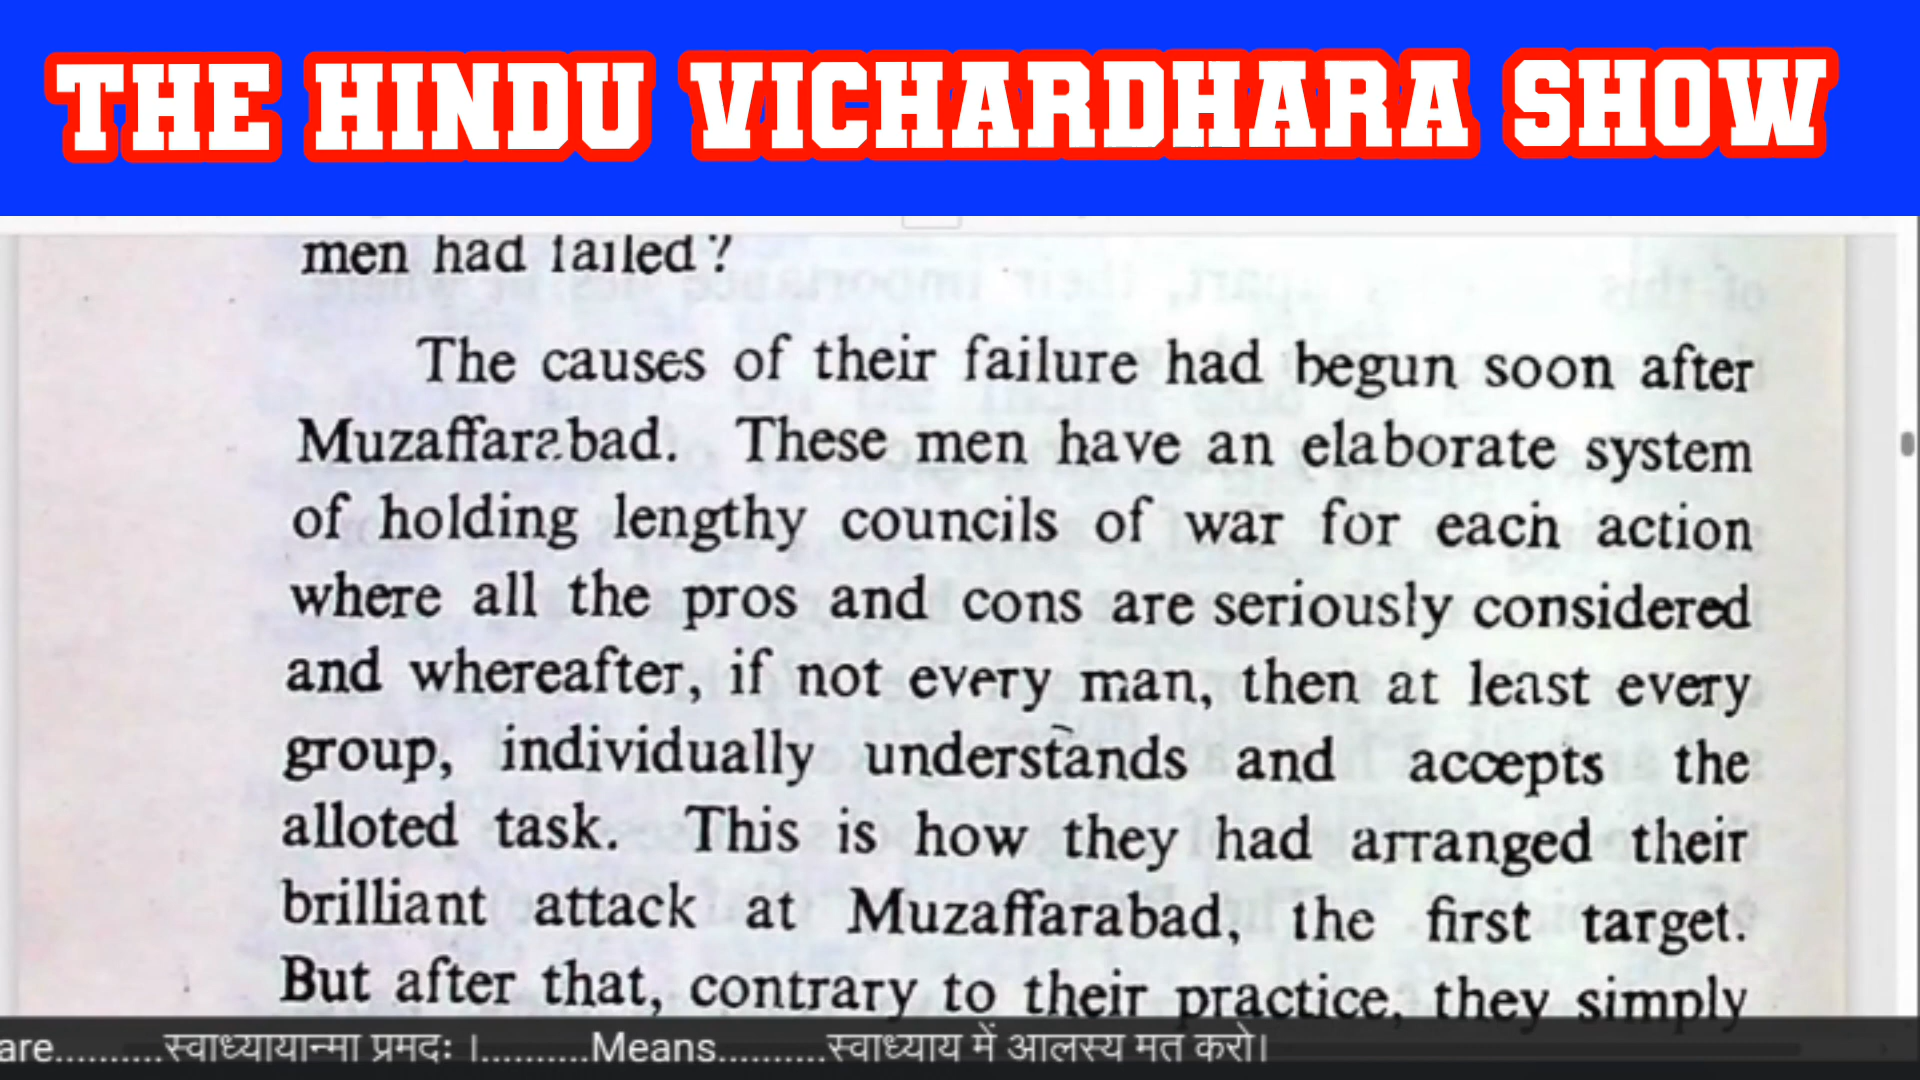 THE HINDU VICHARDHARA SHOW
men had failed?
The causes of their failure had begun soon after
Muzaffarabad. These men have an elaborate system
of holding lengthy councils of war for each action
where all the pros and cons are seriously considered
and whereafter, if not every man, then at least every
group, individually understands and accepts the
alloted task. This is how they had arranged their
brilliant attack at Muzaffarabad, the first target.
But after that, contrary to their practice, they simply
are..........स्वाध्यायान्मा प्रमदः ।..........Means..........स्वाध्याय में आलस्य मत करो।